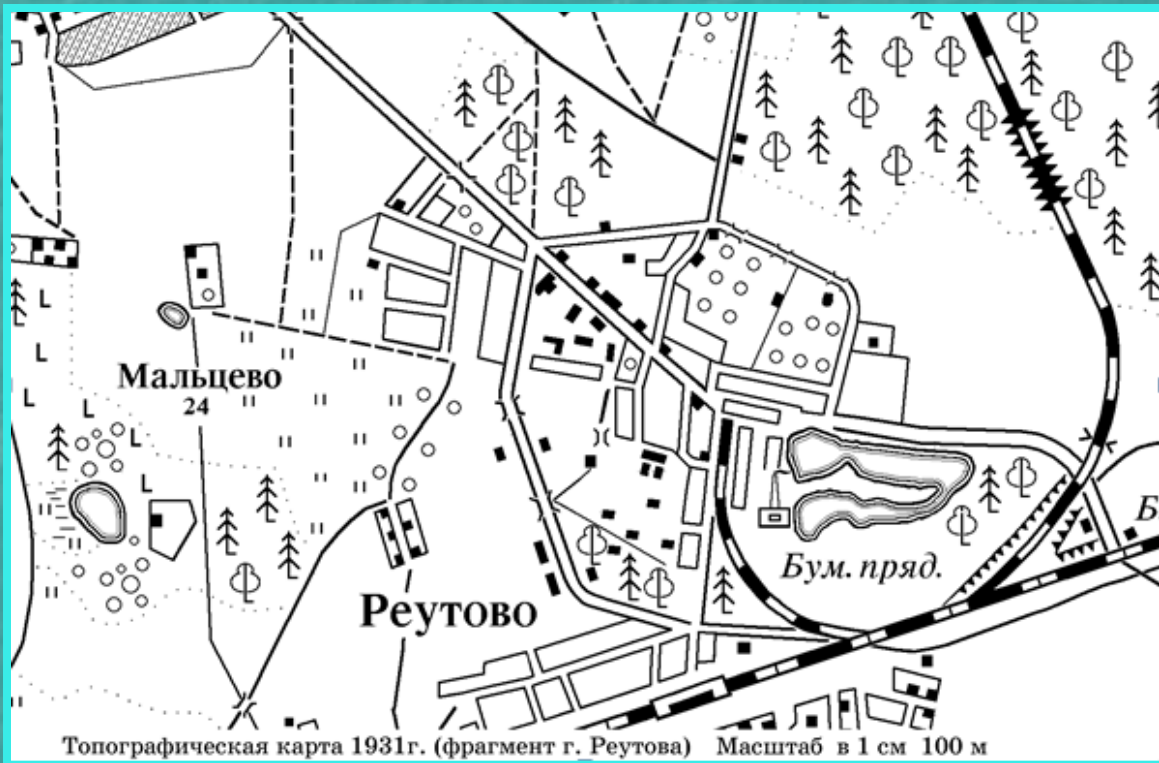 Мальцево
24
Реутово
Бум. пряд.
Б
Топографическая карта 1931г. (фрагмент г. Реутова) Масштаб в 1 см 100 м